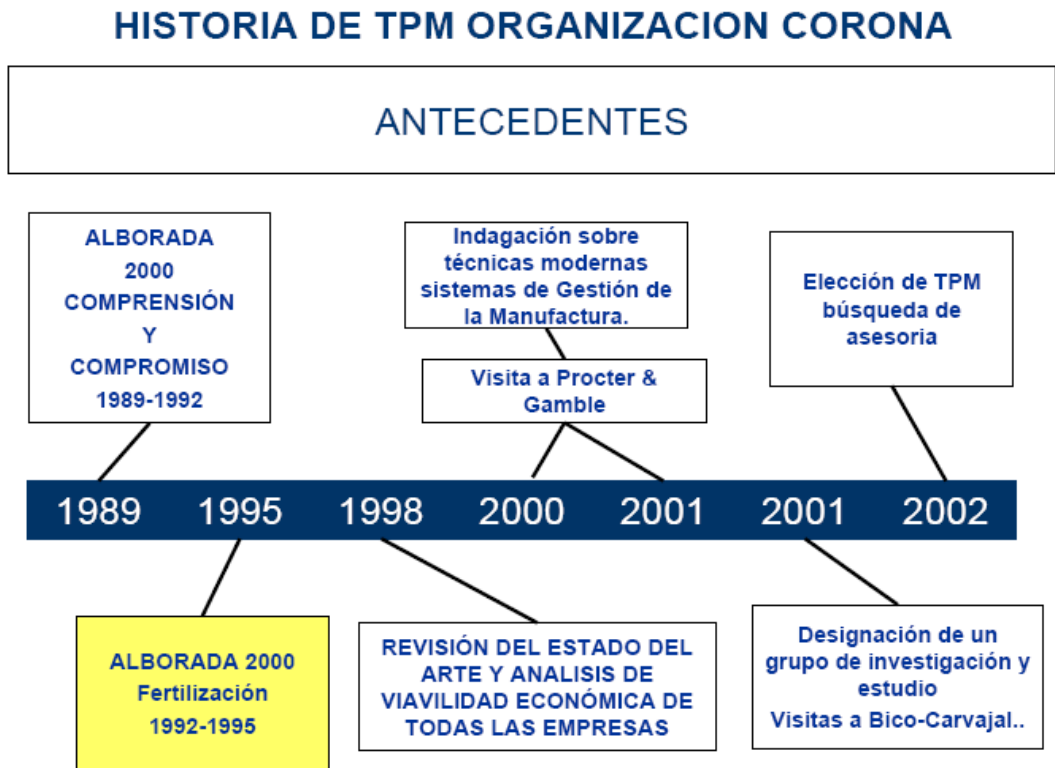 HISTORIA DE TPM ORGANIZACION CORONA
ANTECEDENTES
ALBORADA
2000
COMPRENSIÓN
Y
COMPROMISO
1989-1992
Indagación sobre
técnicas modernas
sistemas de Gestión de
la Manufactura.
Visita a Procter &
Gamble
Elección de TPM
búsqueda de
asesoria
1989 1995 1998 2000 2001 2001 2002
ALBORADA 2000
Fertilización
1992-1995
REVISIÓN DEL ESTADO DEL
ARTE Y ANALISIS DE
VIAVILIDAD ECONÓMICA DE
TODAS LAS EMPRESAS
Designación de un
grupo de investigación y
estudio
Visitas a Bico-Carvajal..